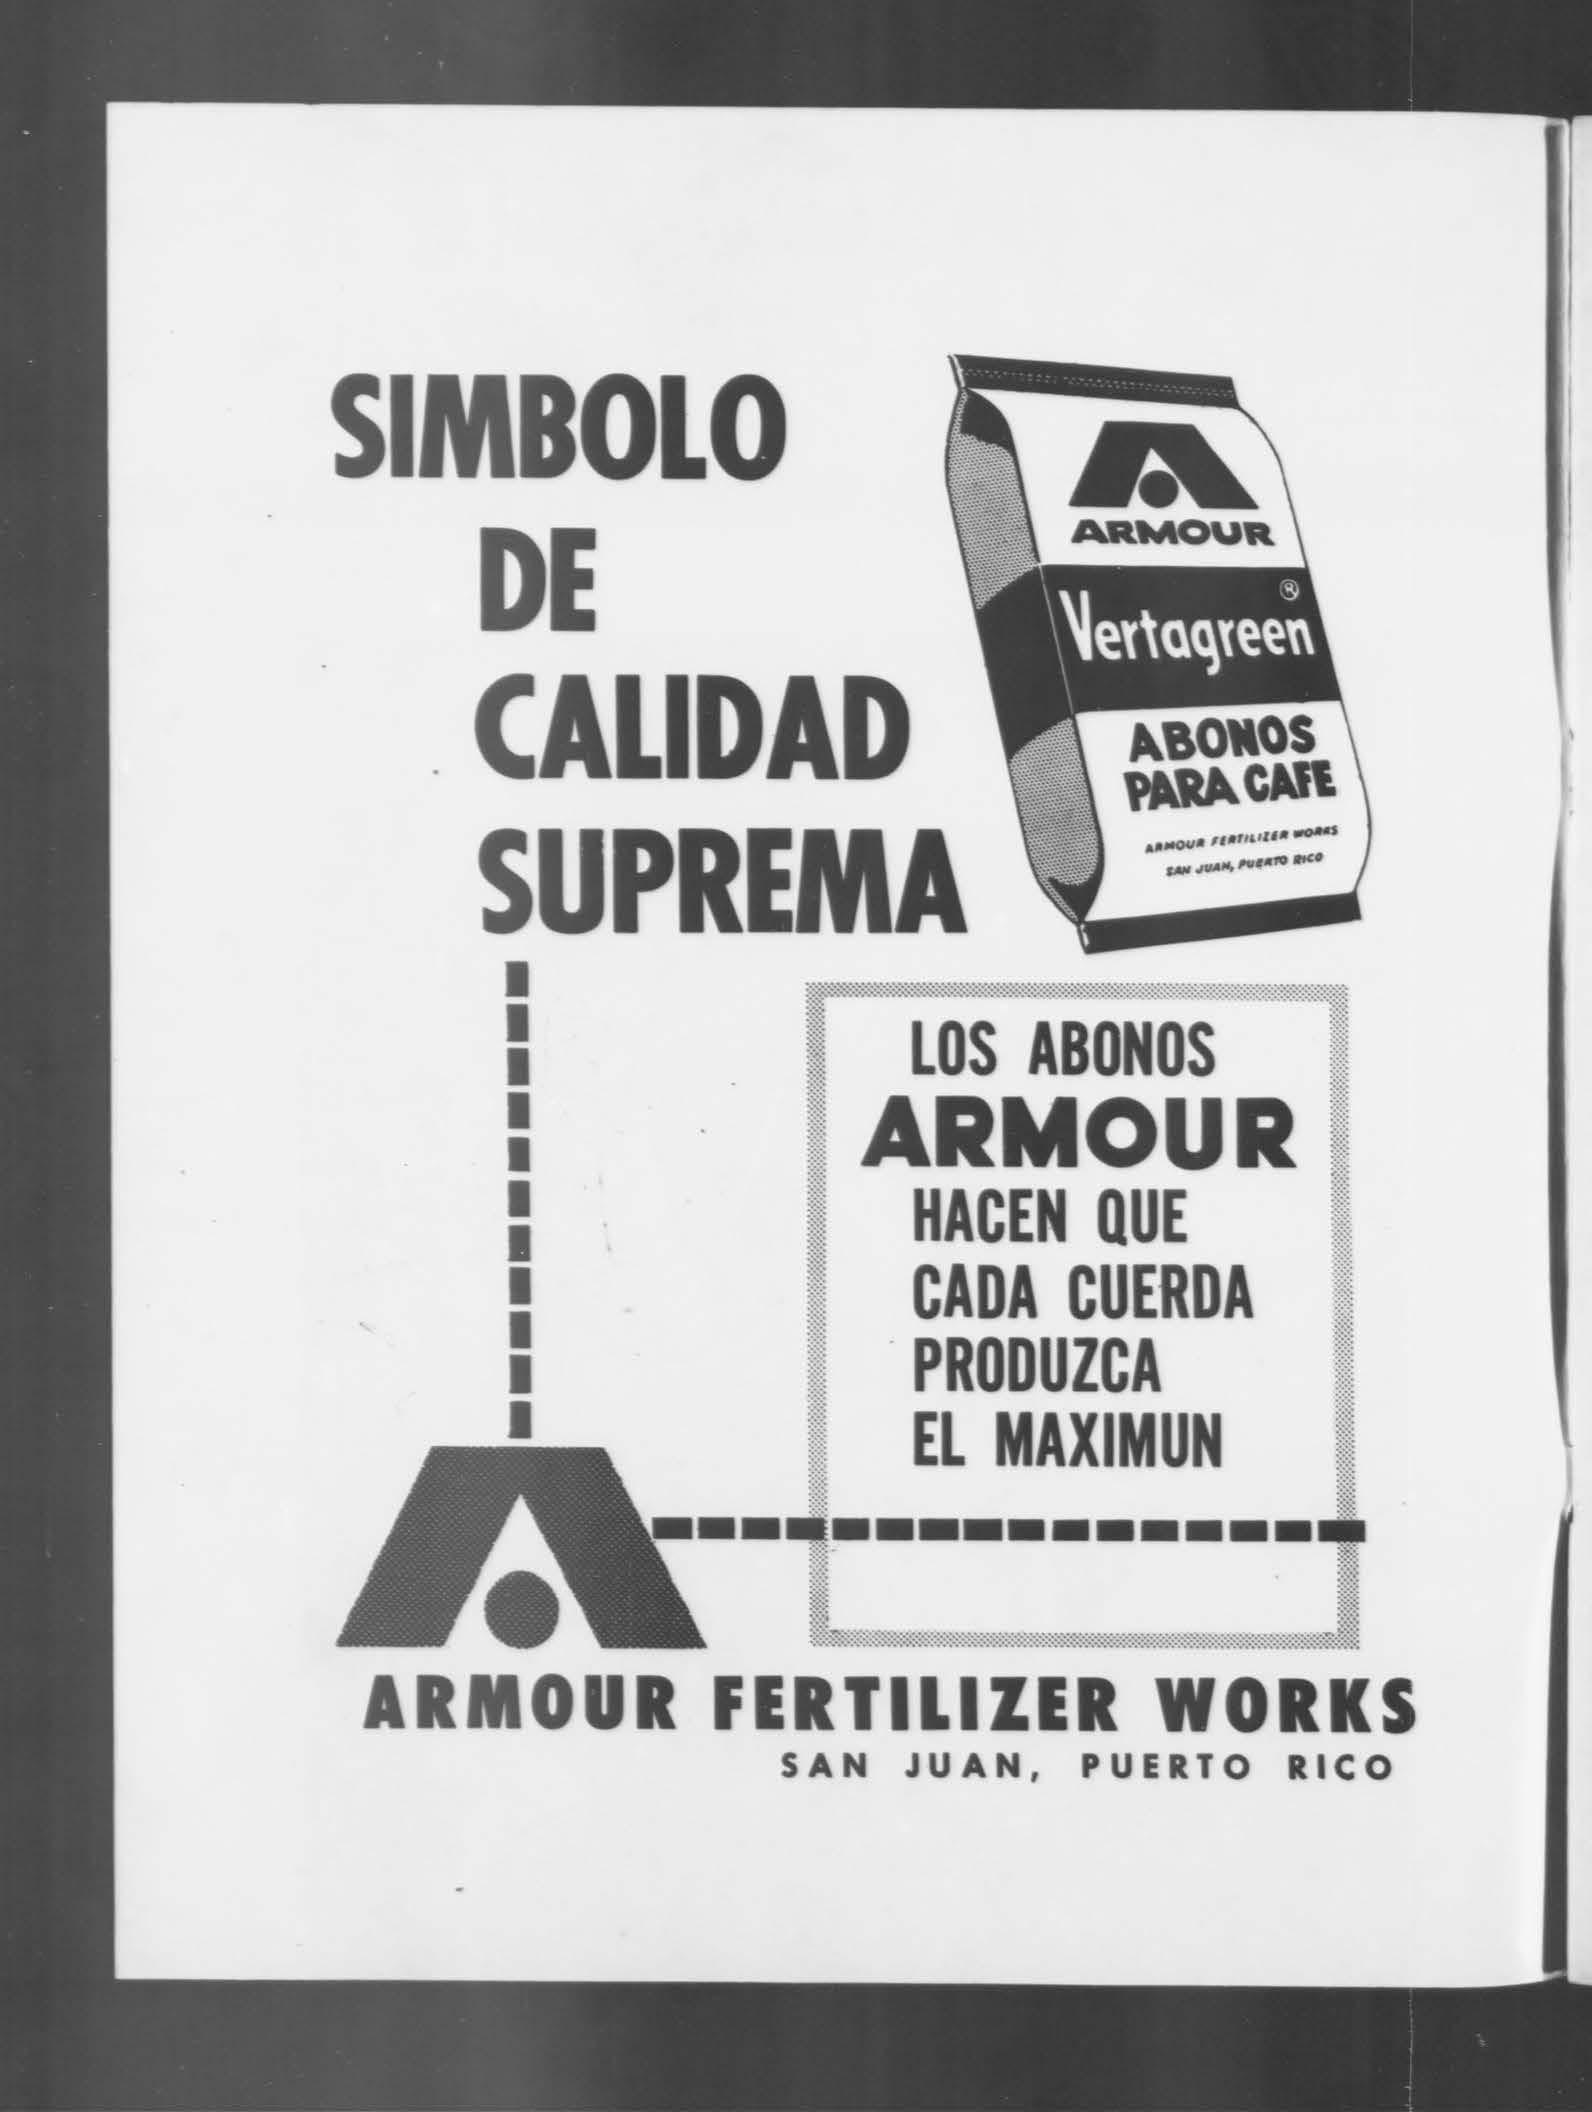 SIMBOLO
DE
CALIDAD
SUPREMA
ARMOUR
Vertagreen®
ABONOS
PARA CAFE
ARMOUR FERTILIZER WORKS
SAN JUAN, PUERTO RICO
LOS ABONOS
ARMOUR
HACEN QUE
CADA CUERDA
PRODUZCA
EL MAXIMUN
ARMOUR FERTILIZER WORKS
SAN JUAN, PUERTO RICO